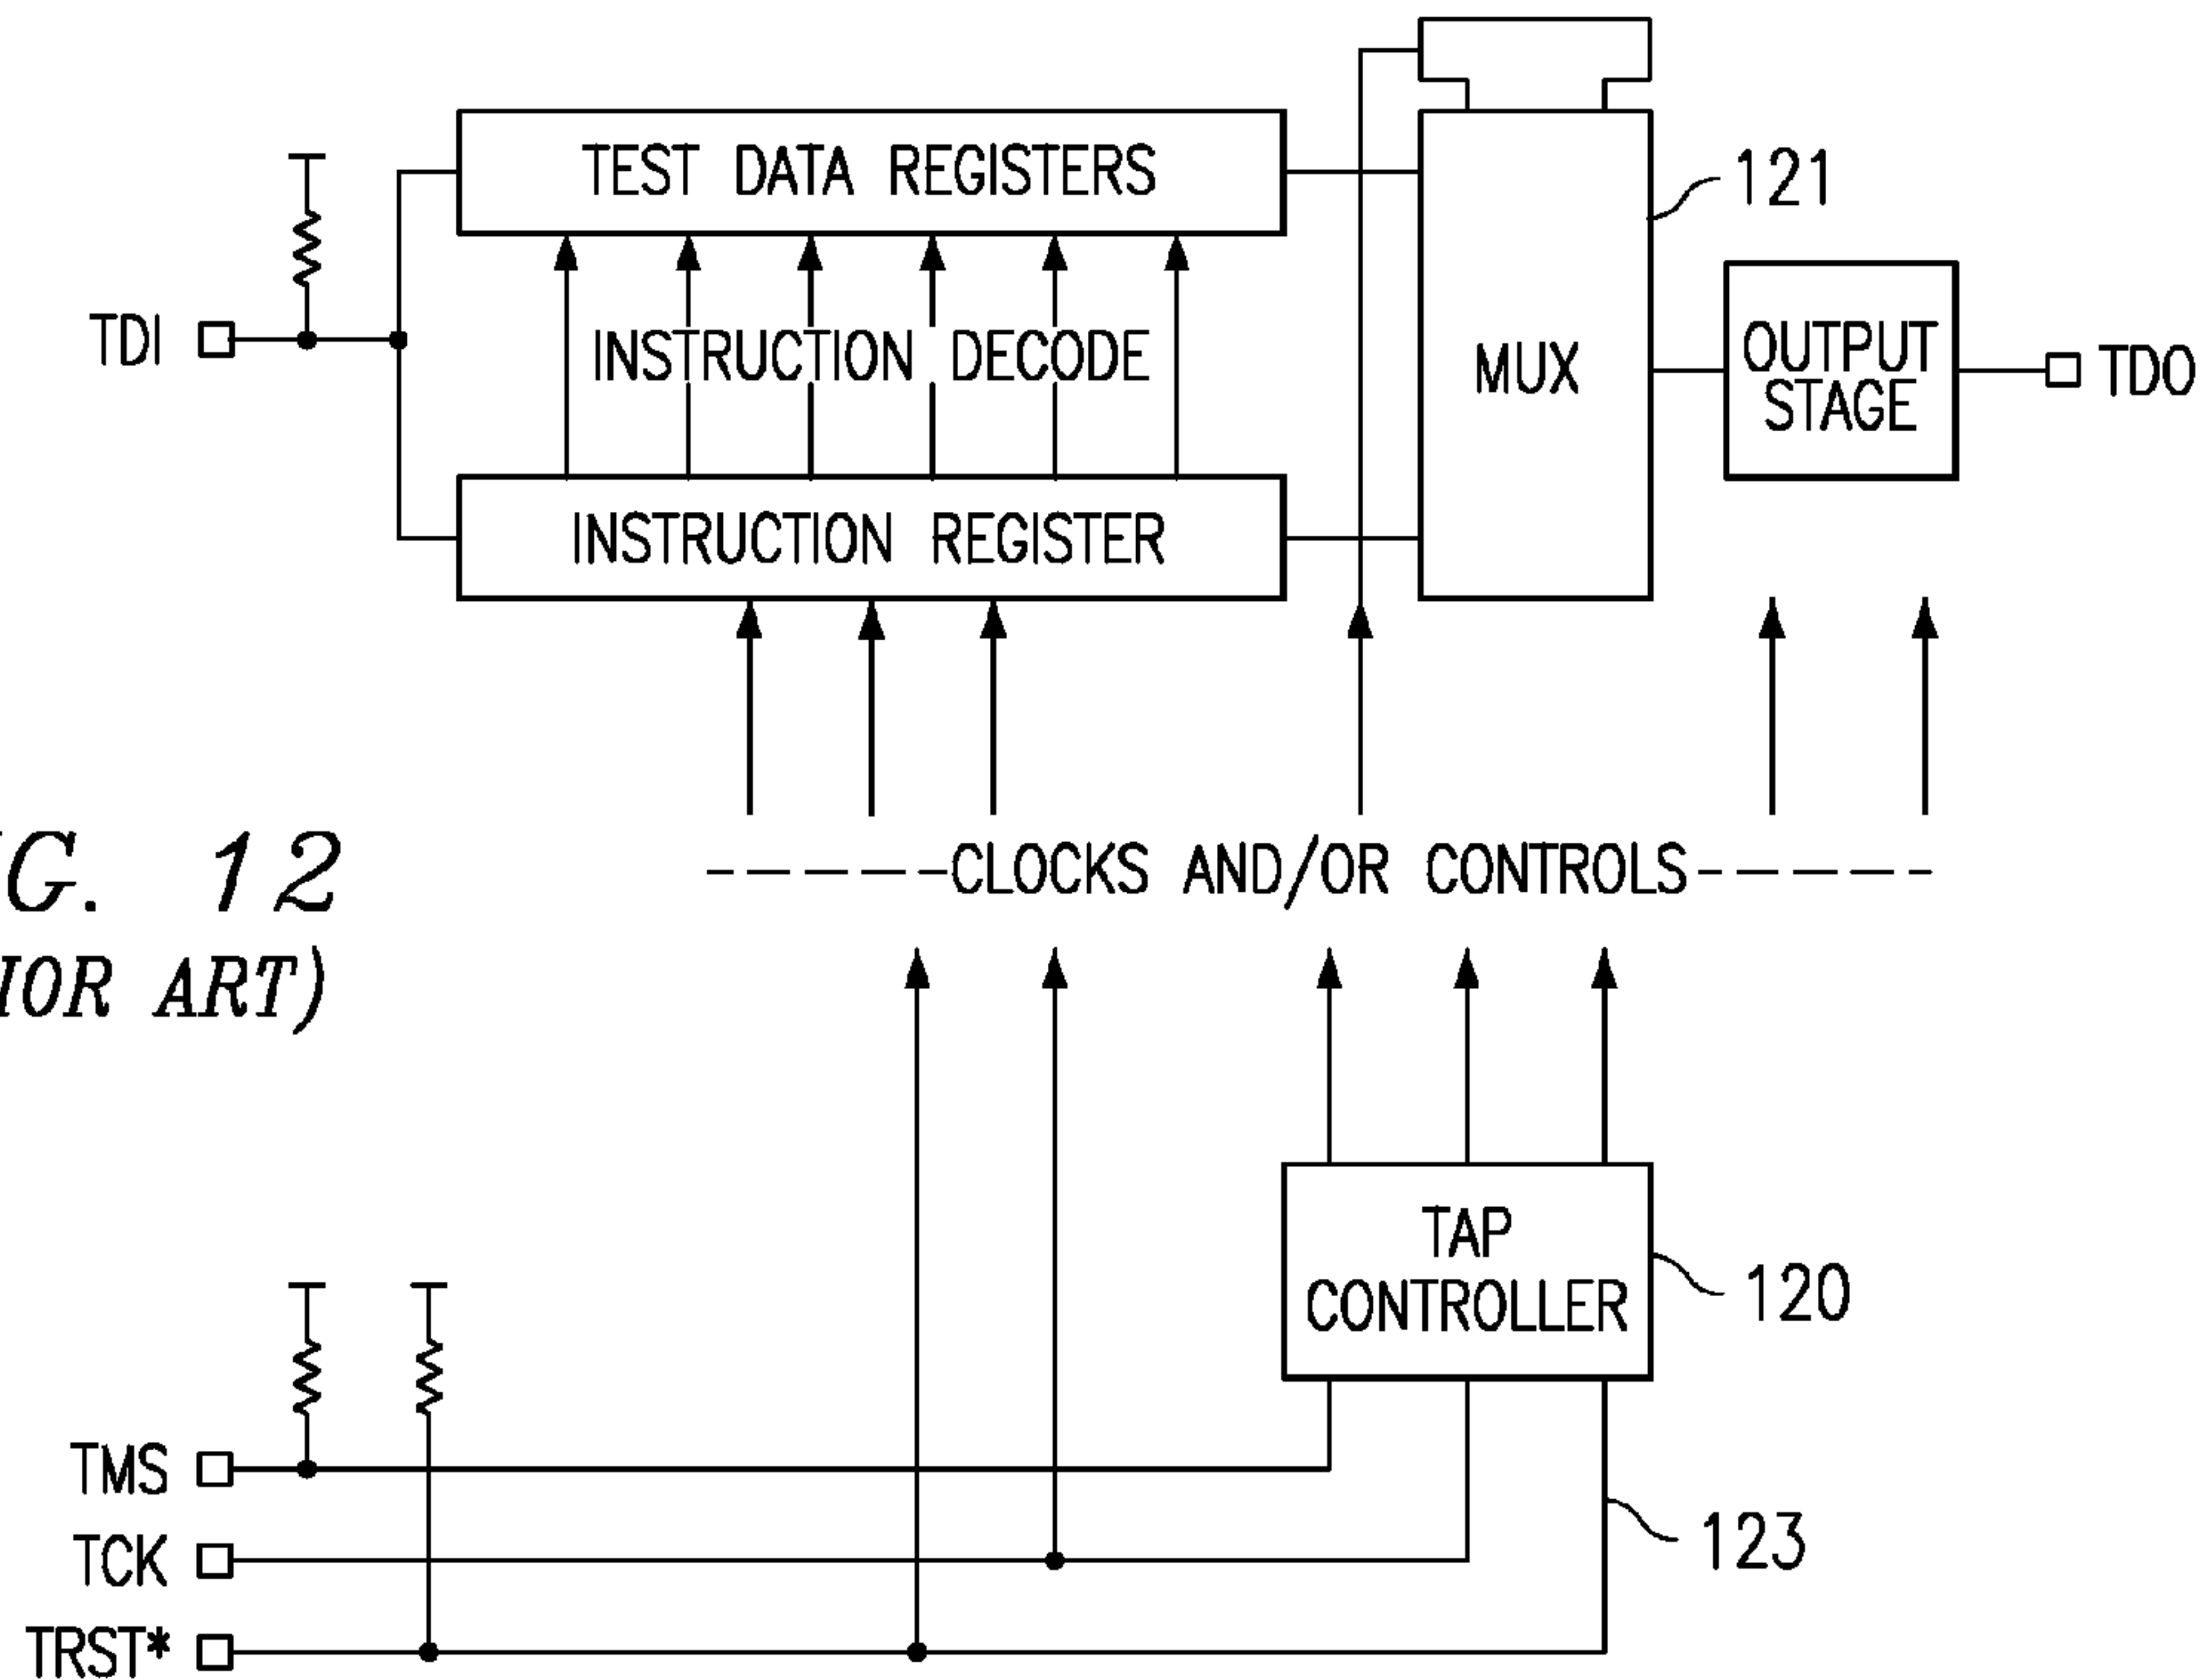 TEST DATA REGISTERS
121
TDI
INSTRUCTION DECODE
MUX
OUTPUT
STAGE
TDO
INSTRUCTION REGISTER
CLOCKS AND/OR CONTROLS
G. 12
IOR ART)
TAP
CONTROLLER
120
TMS
TCK
123
TRST*